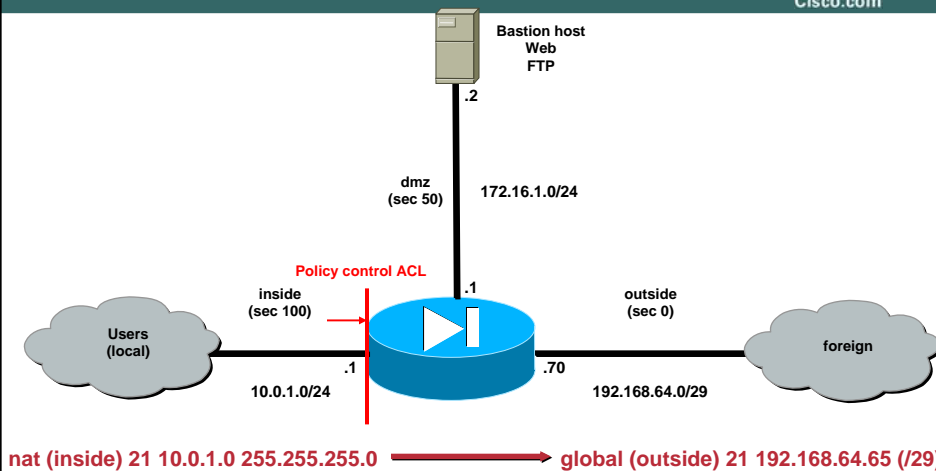 Cisco.com
Bastion host
Web
FTP
.2
dmz
(sec 50)
172.16.1.0/24
Policy control ACL
inside
(sec 100)
.1
outside
(sec 0)
Users
(local)
foreign
.1
.70
10.0.1.0/24
192.168.64.0/29
nat (inside) 21 10.0.1.0 255.255.255.0
global (outside) 21 192.168.64.65 (/29)